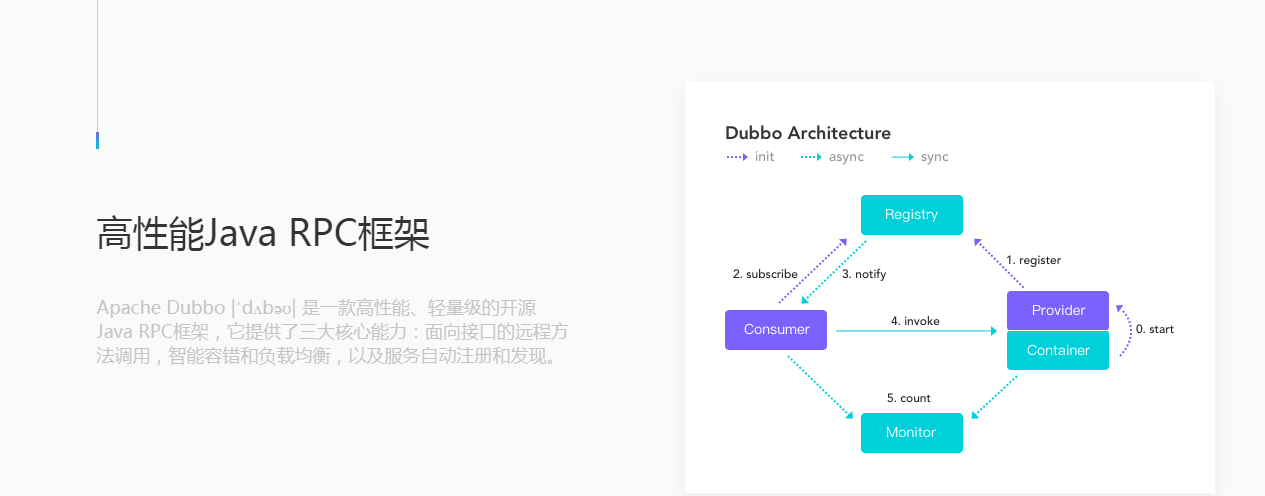 高性能Java RPC框架
Apache Dubbo |ˈdʌbəʊ| 是一款高性能、轻量级的开源
Java RPC框架，它提供了三大核心能力：面向接口的远程方
法调用，智能容错和负载均衡，以及服务自动注册和发现。
Dubbo Architecture
init async sync
Registry
1. register
2. subscribe
3. notify
Provider
Consumer
4. invoke
0. start
Container
5. count
Monitor